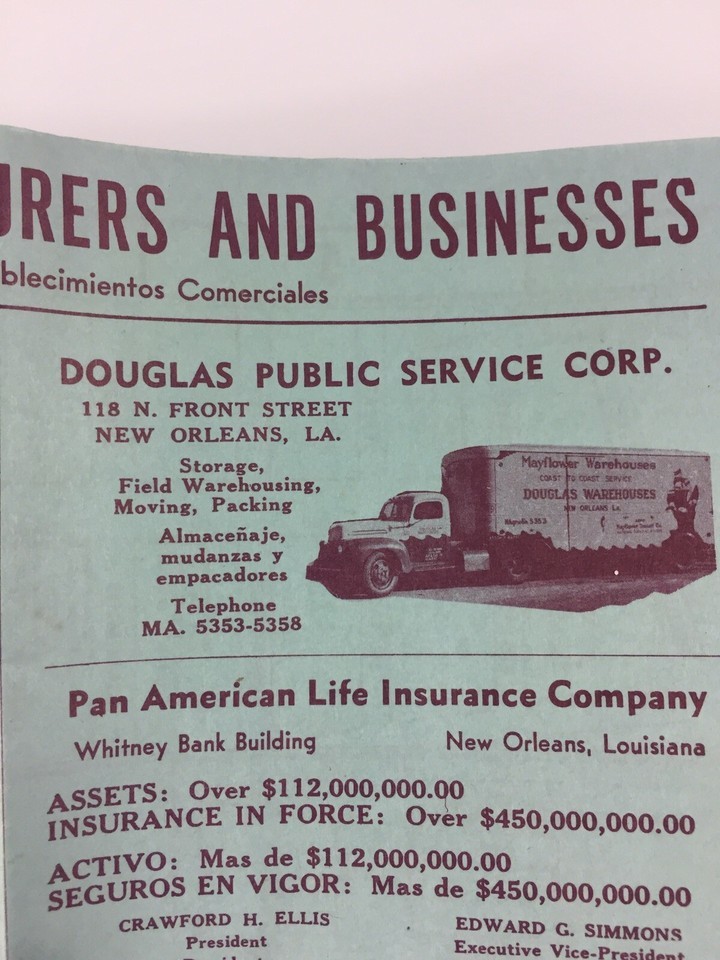 URERS AND BUSINESSES
blecimientos Comerciales
DOUGLAS PUBLIC SERVICE CORP.
118 N. FRONT STREET
NEW ORLEANS, LA.
Storage,
Field Warehousing,
Moving, Packing
Almaceñaje,
mudanzas y
empacadores
Telephone
MA. 5353-5358
Mayflower Warehouses
COAST TO COAST SERVICE
DOUGLAS WAREHOUSES
NEW ORLEANS LA.
Pan American Life Insurance Company
Whitney Bank Building
New Orleans, Louisiana
ASSETS: Over $112,000,000.00
INSURANCE IN FORCE: Over $450,000,000.00
ACTIVO: Mas de $112,000,000.00
SEGUROS EN VIGOR: Mas de $450,000,000.00
CRAWFORD H. ELLIS
President
EDWARD G. SIMMONS
Executive Vice-President